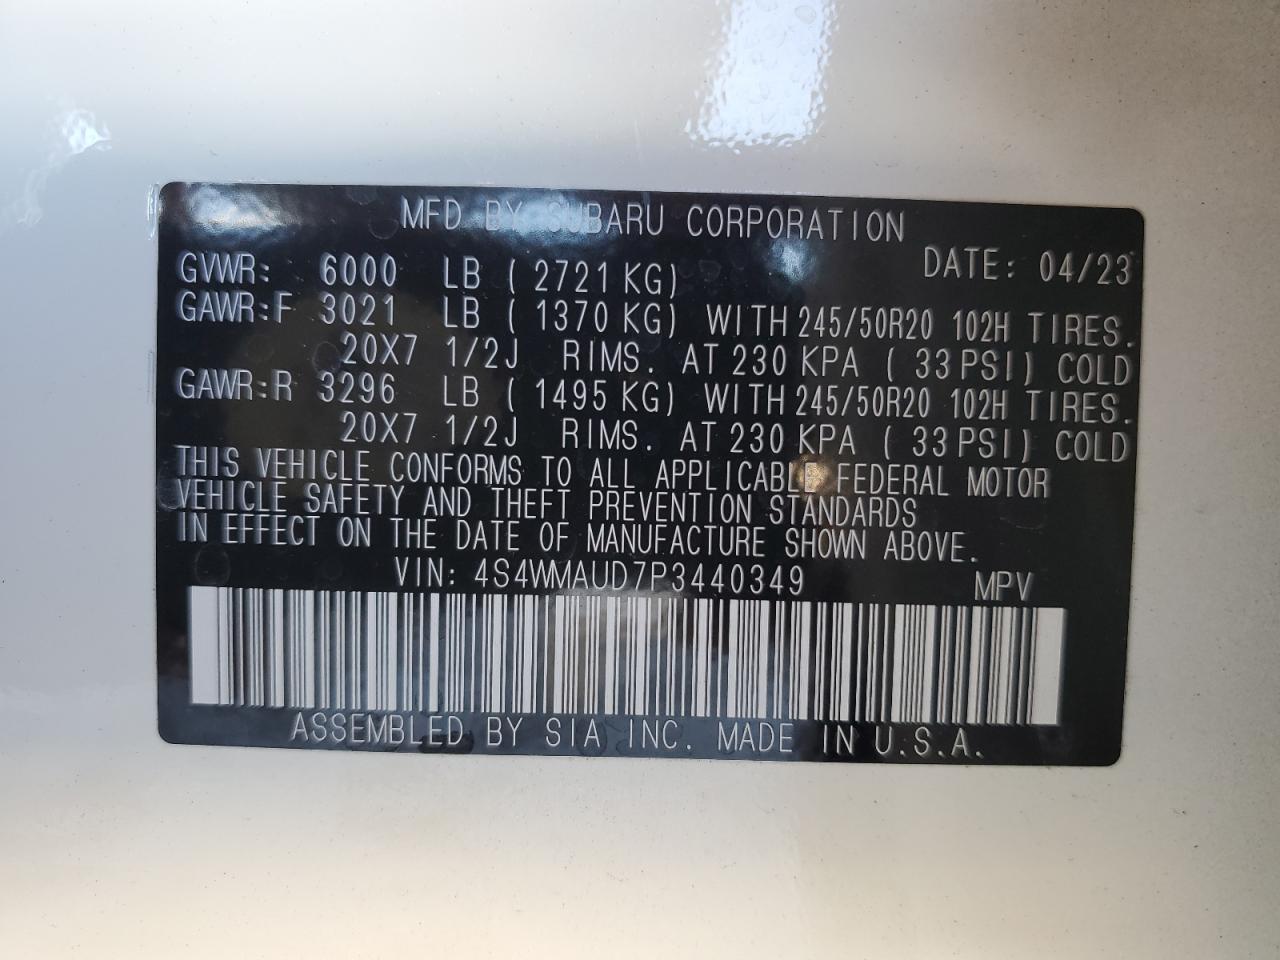 MFD BY SUBARU CORPORATION
DATE: 04/23
GVWR: 6000 LB ( 2721 KG)
GAWR:F 3021 LB ( 1370 KG) WITH 245/50R20 102H TIRES.
20X7 1/2J RIMS. AT 230 KPA ( 33 PSI) COLD
GAWR:R 3296 LB ( 1495 KG) WITH 245/50R20 102H TIRES.
20X7 1/2J RIMS. AT 230 KPA ( 33 PSI) COLD
THIS VEHICLE CONFORMS TO ALL APPLICABLE FEDERAL MOTOR
VEHICLE SAFETY AND THEFT PREVENTION STANDARDS
IN EFFECT ON THE DATE OF MANUFACTURE SHOWN ABOVE.
VIN: 4S4WMAUD7P3440349 MPV
ASSEMBLED BY SIA INC. MADE IN U.S.A.